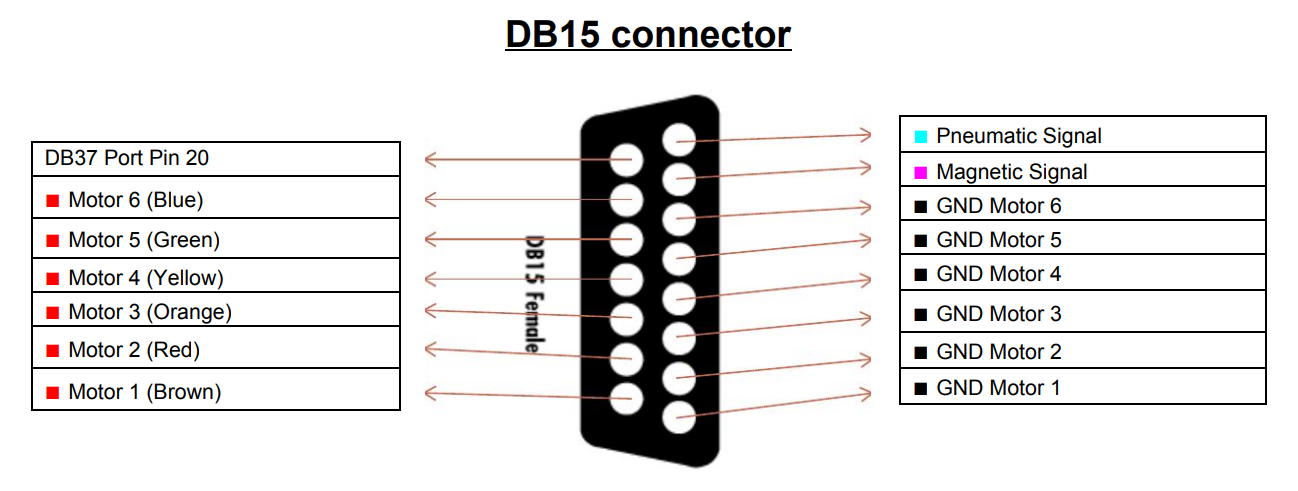 DB15 connector
DB37 Port Pin 20
Motor 6 (Blue)
Motor 5 (Green)
Motor 4 (Yellow)
Motor 3 (Orange)
Motor 2 (Red)
Motor 1 (Brown)
DB15 Female
Pneumatic Signal
Magnetic Signal
GND Motor 6
GND Motor 5
GND Motor 4
GND Motor 3
GND Motor 2
GND Motor 1